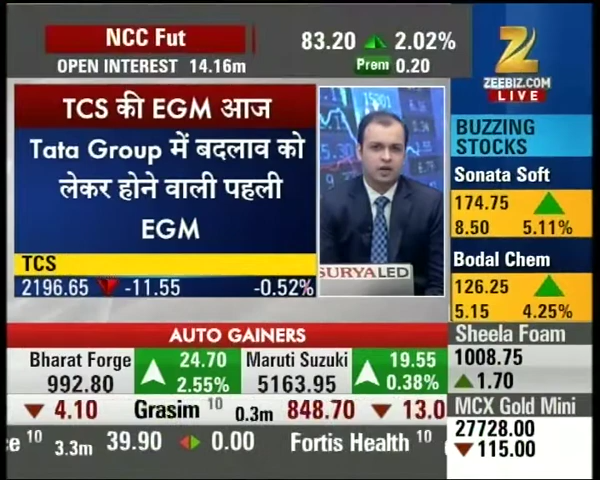 NCC Fut
83.20 2.02%
OPEN INTEREST 14.16m
Prem 0.20
ZEEBIZ.COM
LIVE
TCS की EGM आज
Tata Group में बदलाव को
लेकर होने वाली पहली
EGM
TCS
2196.65 -11.55 -0.52%
SURYALED
BUZZING
STOCKS
Sonata Soft
174.75
8.50 5.11%
Bodal Chem
126.25
5.15 4.25%
Sheela Foam
1008.75
1.70
MCX Gold Mini
27728.00
115.00
AUTO GAINERS
Bharat Forge 24.70 Maruti Suzuki 19.55
992.80 2.55% 5163.95 0.38%
4.10 Grasim 10 0.3m 848.70 13.0
e 10 3.3m 39.90 0.00 Fortis Health 10